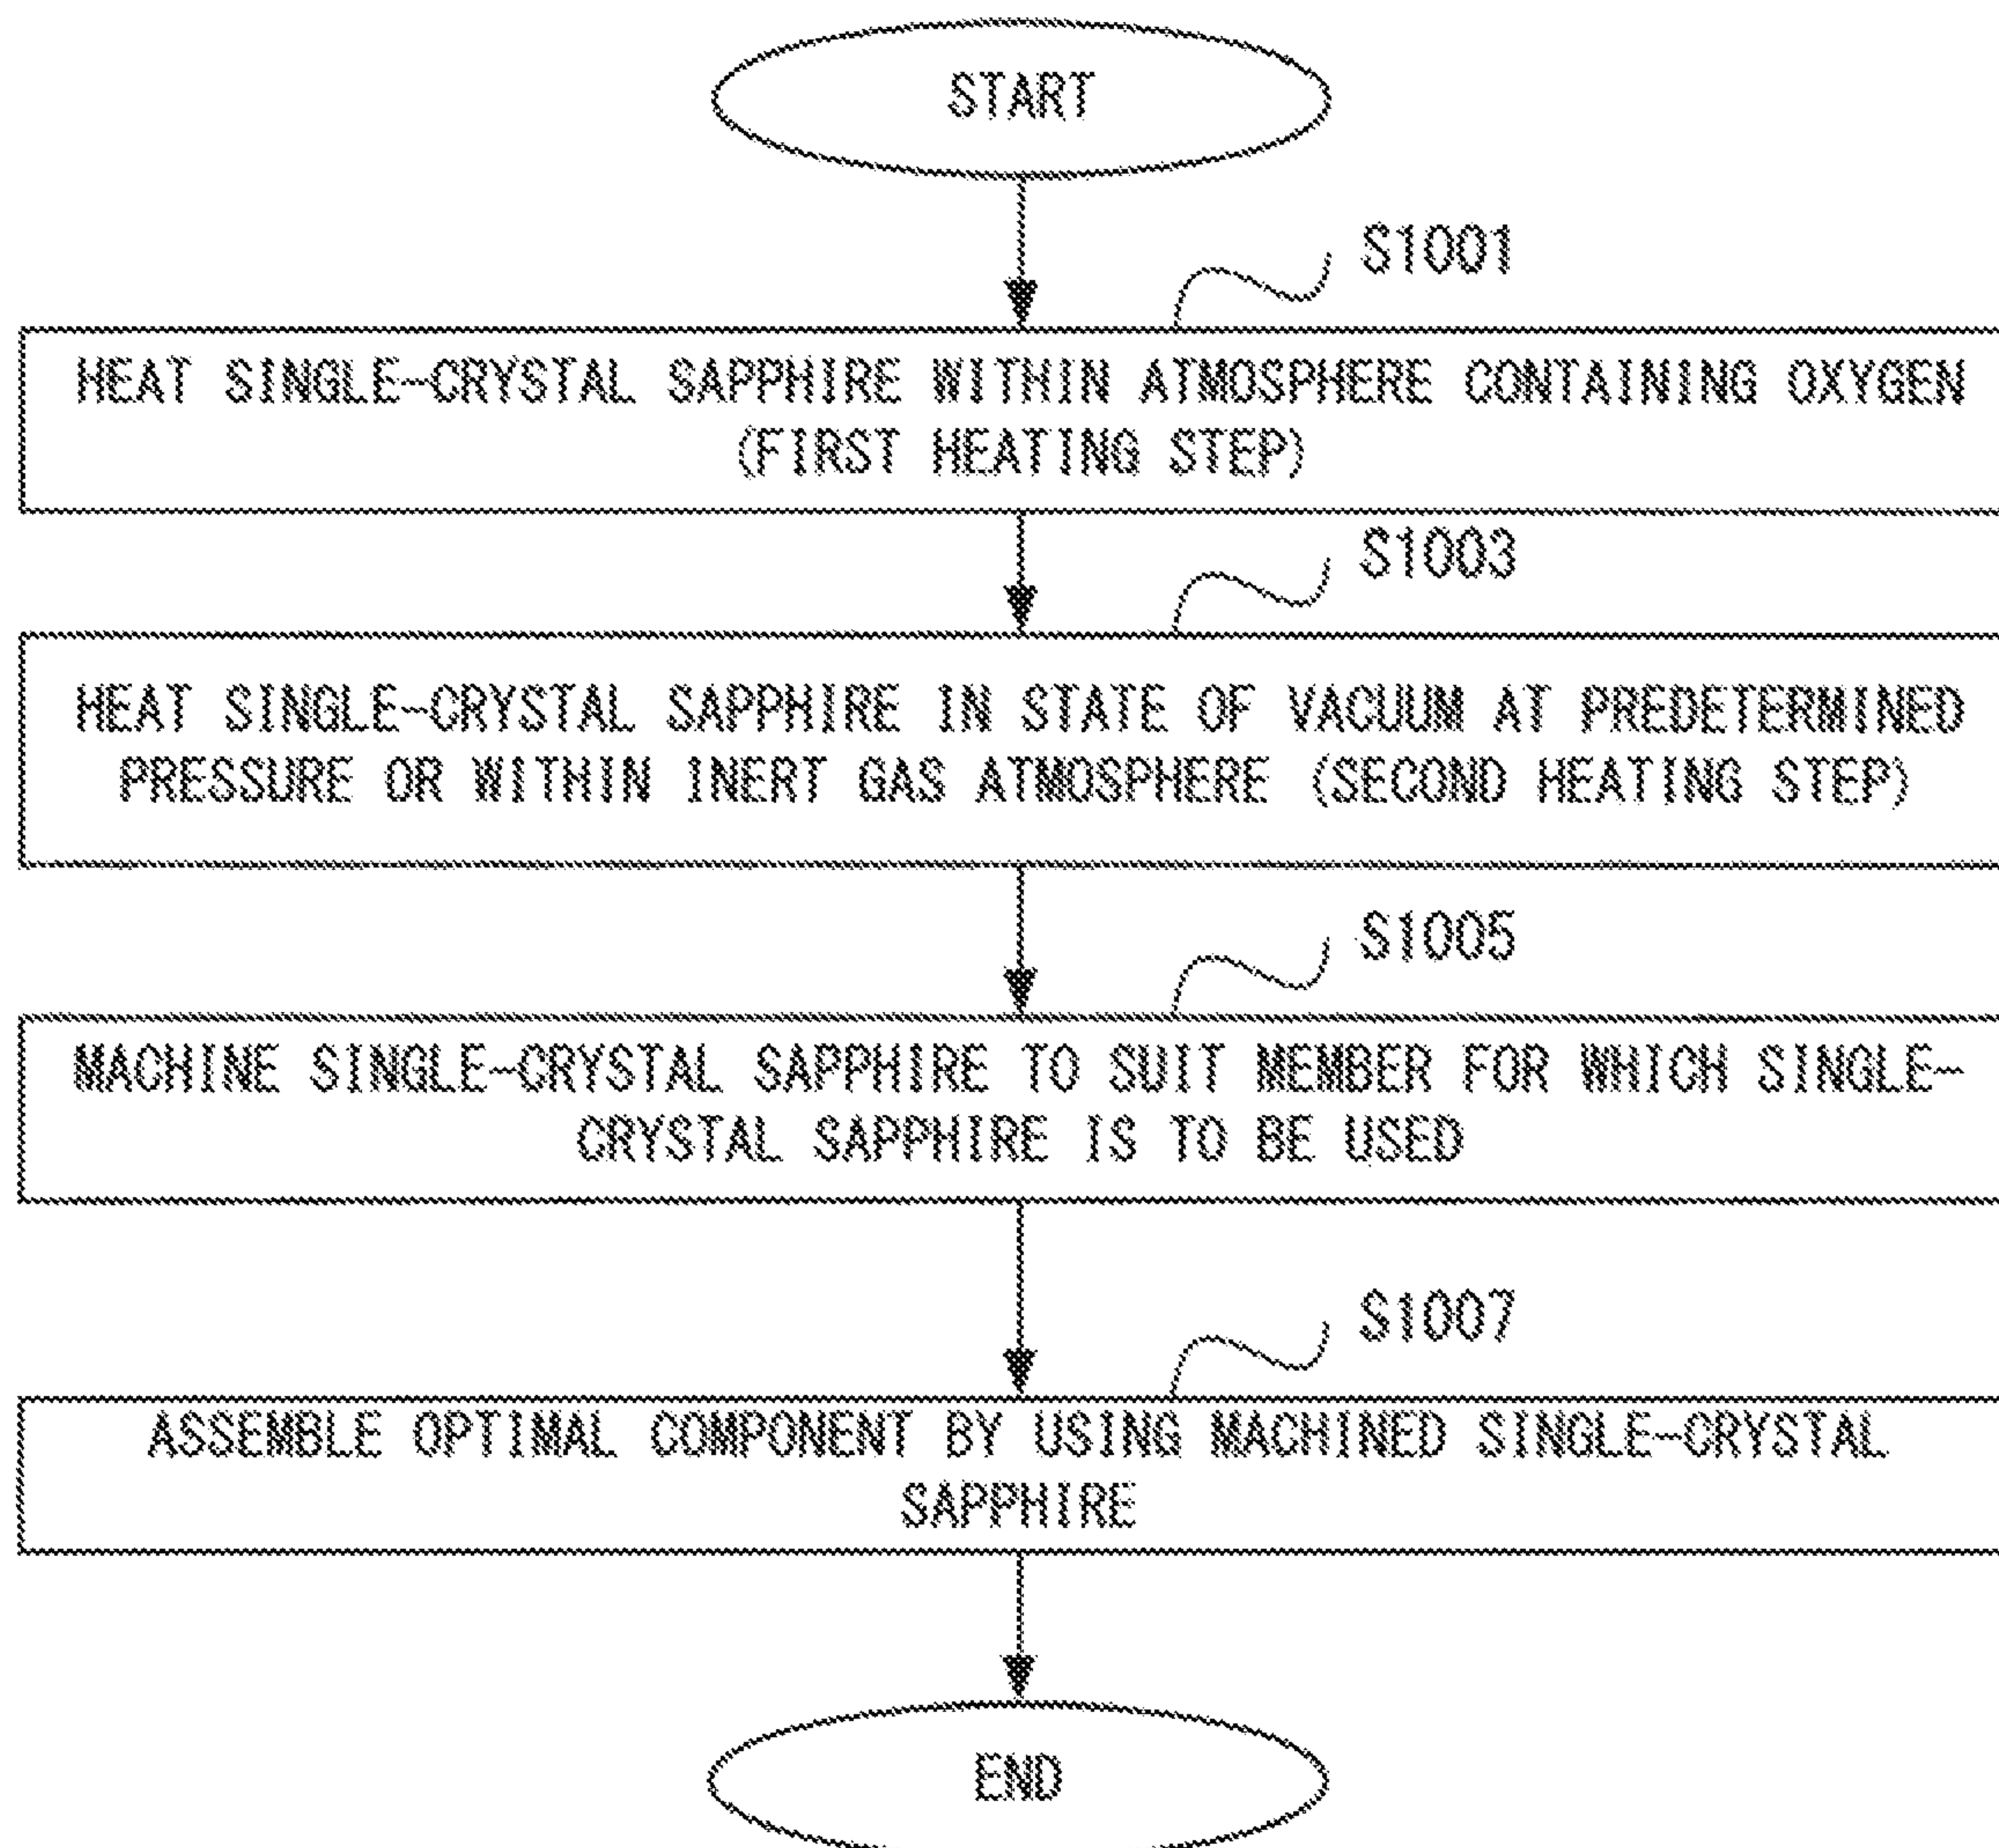 START
S1001
HEAT SINGLE-CRYSTAL SAPPHIRE WITHIN ATMOSPHERE CONTAINING OXYGEN
(FIRST HEATING STEP)
S1003
HEAT SINGLE-CRYSTAL SAPPHIRE IN STATE OF VACUUM AT PREDETERMINED
PRESSURE OR WITHIN INERT GAS ATMOSPHERE (SECOND HEATING STEP)
S1005
MACHINE SINGLE-CRYSTAL SAPPHIRE TO SUIT MEMBER FOR WHICH SINGLE-
CRYSTAL SAPPHIRE IS TO BE USED
S1007
ASSEMBLE OPTIMAL COMPONENT BY USING MACHINED SINGLE-CRYSTAL
SAPPHIRE
END